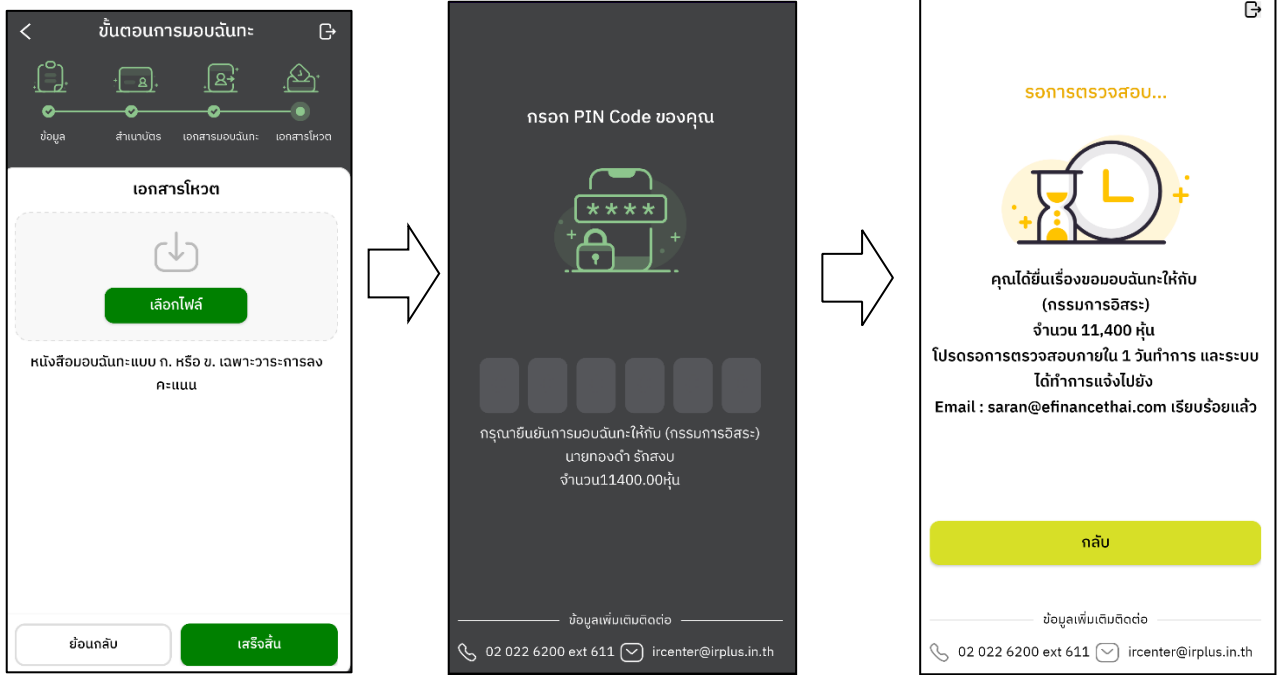 ขั้นตอนการมอบฉันทะ
ข้อมูล
สำเนาบัตร
เอกสารมอบฉันทะ
เอกสารโหวต
เอกสารโหวต
เลือกไฟล์
หนังสือมอบฉันทะแบบ ก. หรือ ข. เฉพาะวาระการลง
คะแนน
ย้อนกลับ
เสร็จสิ้น
กรอก PIN Code ของคุณ
****
กรุณายืนยันการมอบฉันทะให้กับ (กรรมการอิสระ)
นายทองดำ รักสงบ
จำนวน11400.00หุ้น
ข้อมูลเพิ่มเติมติดต่อ
02 022 6200 ext 611 ircenter@irplus.in.th
รอการตรวจสอบ...
คุณได้ยื่นเรื่องขอมอบฉันทะให้กับ
(กรรมการอิสระ)
จำนวน 11,400 หุ้น
โปรดรอการตรวจสอบภายใน 1 วันทำการ และระบบ
ได้ทำการแจ้งไปยัง
Email : saran@efinancethai.com เรียบร้อยแล้ว
กลับ
ข้อมูลเพิ่มเติมติดต่อ
02 022 6200 ext 611 ircenter@irplus.in.th